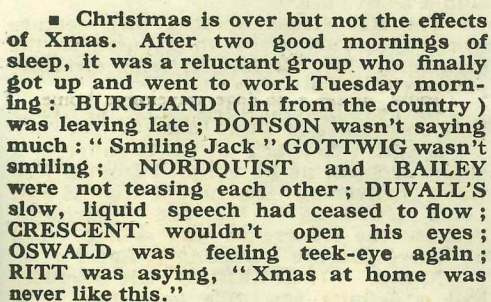 ▪ Christmas is over but not the effects
of Xmas. After two good mornings of
sleep, it was a reluctant group who finally
got up and went to work Tuesday morn-
ing : BURGLAND ( in from the country )
was leaving late ; DOTSON wasn't saying
much : “ Smiling Jack ” GOTTWIG wasn't
smiling ; NORDQUIST and BAILEY
were not teasing each other ; DUVALL'S
slow, liquid speech had ceased to flow ;
CRESCENT wouldn't open his eyes ;
OSWALD was feeling teek-eye again ;
RITT was asying, “ Xmas at home was
never like this.”